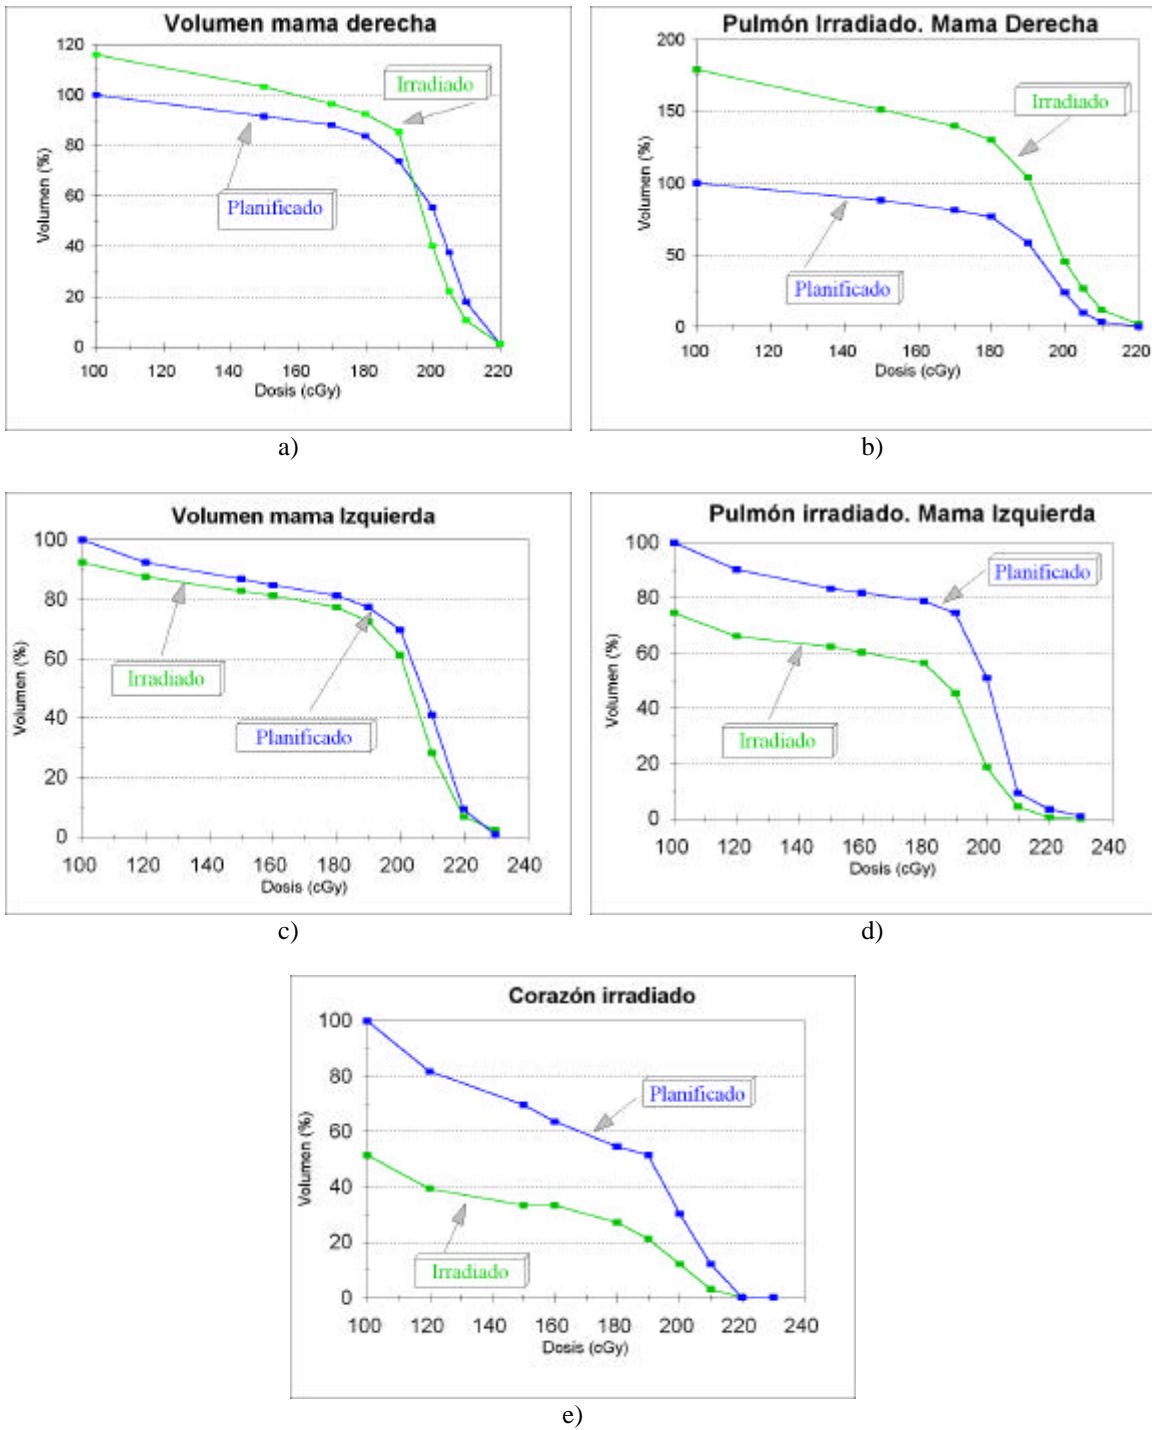 Volumen mama derecha
120
100
80
60
40
20
0
Volumen (%)
Irradiado
Planificado
100 120 140 160 180 200 220
Dosis (cGy)
a)
Pulmón Irradiado. Mama Derecha
200
150
100
50
0
Volumen (%)
Irradiado
Planificado
100 120 140 160 180 200 220
Dosis (cGy)
b)
Volumen mama Izquierda
100
80
60
40
20
0
Volumen (%)
Irradiado
Planificado
100 120 140 160 180 200 220 240
Dosis (cGy)
c)
Pulmón irradiado. Mama Izquierda
100
80
60
40
20
0
Volumen (%)
Planificado
Irradiado
100 120 140 160 180 200 220 240
Dosis (cGy)
d)
Corazón irradiado
100
80
60
40
20
0
Volumen (%)
Planificado
Irradiado
100 120 140 160 180 200 220 240
Dosis (cGy)
e)